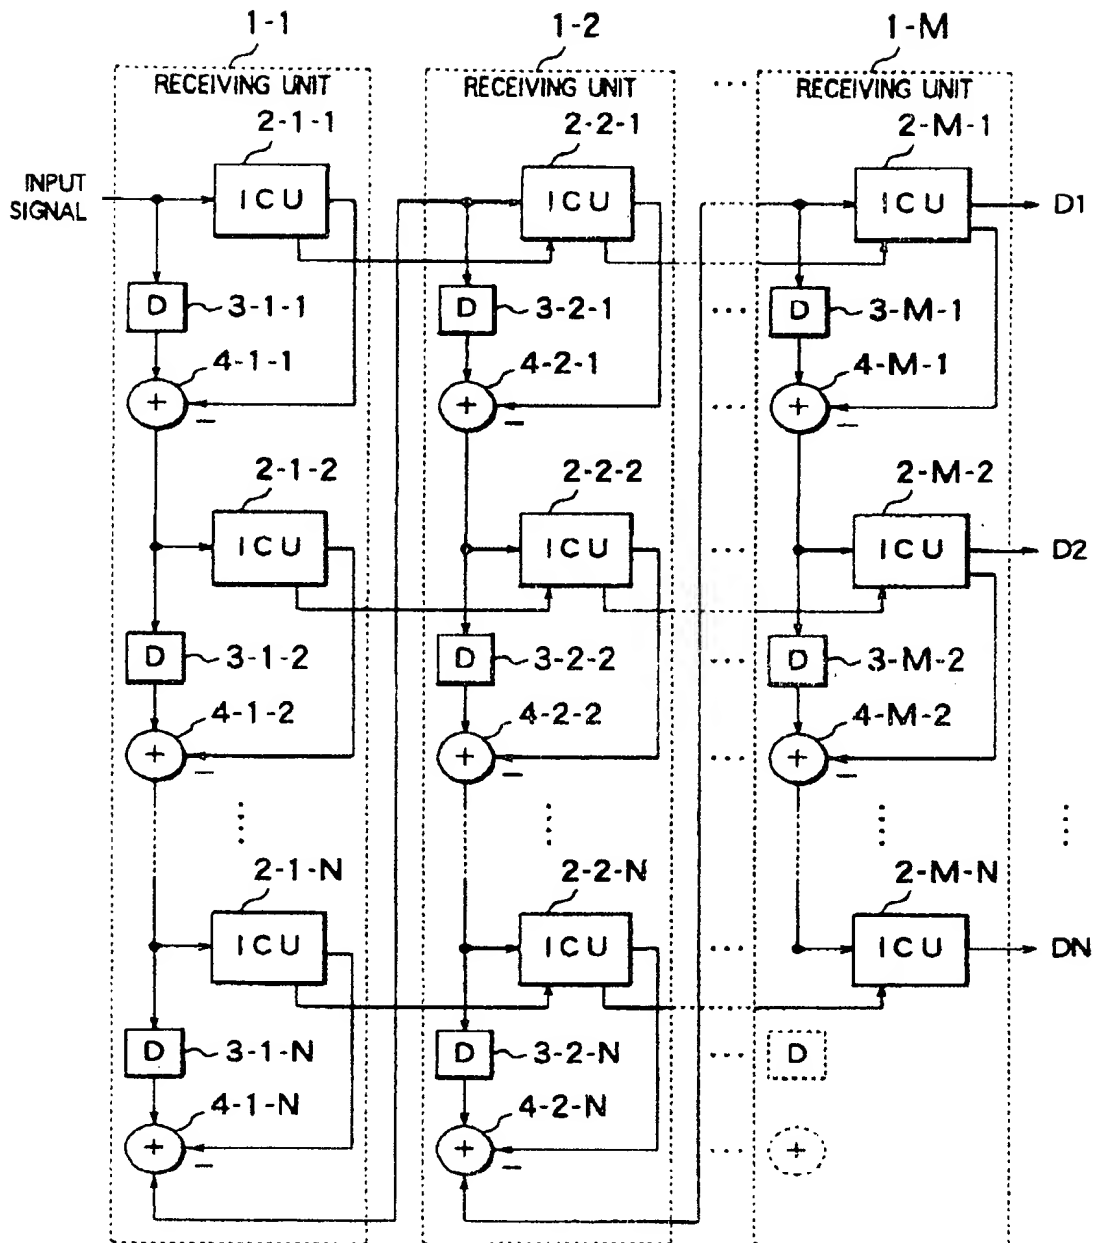 1-1 1-2 1-M
RECEIVING UNIT RECEIVING UNIT ... RECEIVING UNIT
2-1-1 2-2-1 2-M-1
INPUT
SIGNAL
ICU ICU ICU D1
D 3-1-1 D 3-2-1 ... D 3-M-1
4-1-1 4-2-1 4-M-1
+ − + − ... + −
2-1-2 2-2-2 2-M-2
ICU ICU ... ICU D2
D 3-1-2 D 3-2-2 ... D 3-M-2
4-1-2 4-2-2 4-M-2
+ − + − ... + −
2-1-N 2-2-N 2-M-N
ICU ICU ... ICU DN
D 3-1-N D 3-2-N ... D
4-1-N 4-2-N
+ − + − ... +